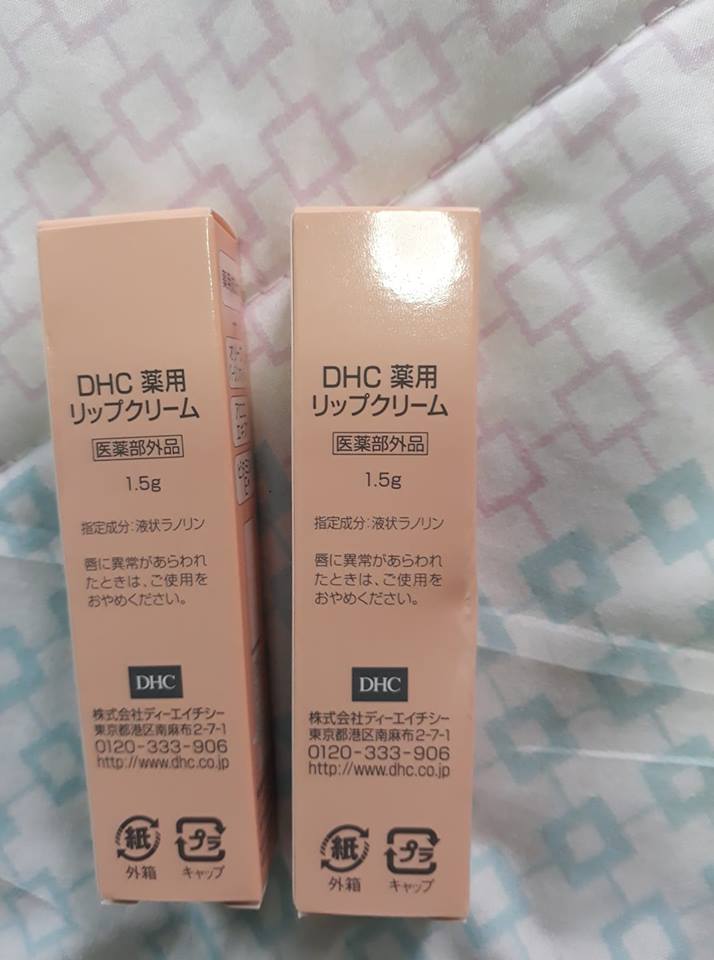 DHC 薬用
リップクリーム
医薬部外品
1.5g
指定成分:液状ラノリン
唇に異常があらわれ
たときは、ご使用を
おやめください。
DHC
株式会社ディーエイチシー
東京都港区南麻布2-7-1
0120-333-906
http://www.dhc.co.jp
紙 プラ
外箱 キャップ
DHC 薬用
リップクリーム
医薬部外品
1.5g
指定成分:液状ラノリン
唇に異常があらわれ
たときは、ご使用を
おやめください。
DHC
株式会社ディーエイチシー
東京都港区南麻布2-7-1
0120-333-906
http://www.dhc.co.jp
紙 プラ
外箱 キャップ